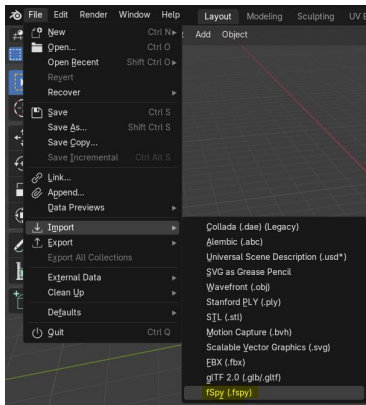 File Edit Render Window Help Layout Modeling Sculpting UV E
New Ctrl N
Open... Ctrl O
Open Recent Shift Ctrl O
Revert
Recover
Save Ctrl S
Save As... Shift Ctrl S
Save Copy...
Save Incremental Ctrl Alt S
Link...
Append...
Data Previews
Import
Export
Export All Collections
External Data
Clean Up
Defaults
Quit Ctrl Q
Add Object
Collada (.dae) (Legacy)
Alembic (.abc)
Universal Scene Description (.usd*)
SVG as Grease Pencil
Wavefront (.obj)
Stanford PLY (.ply)
STL (.stl)
Motion Capture (.bvh)
Scalable Vector Graphics (.svg)
FBX (.fbx)
glTF 2.0 (.glb/.gltf)
fSpy (.fspy)